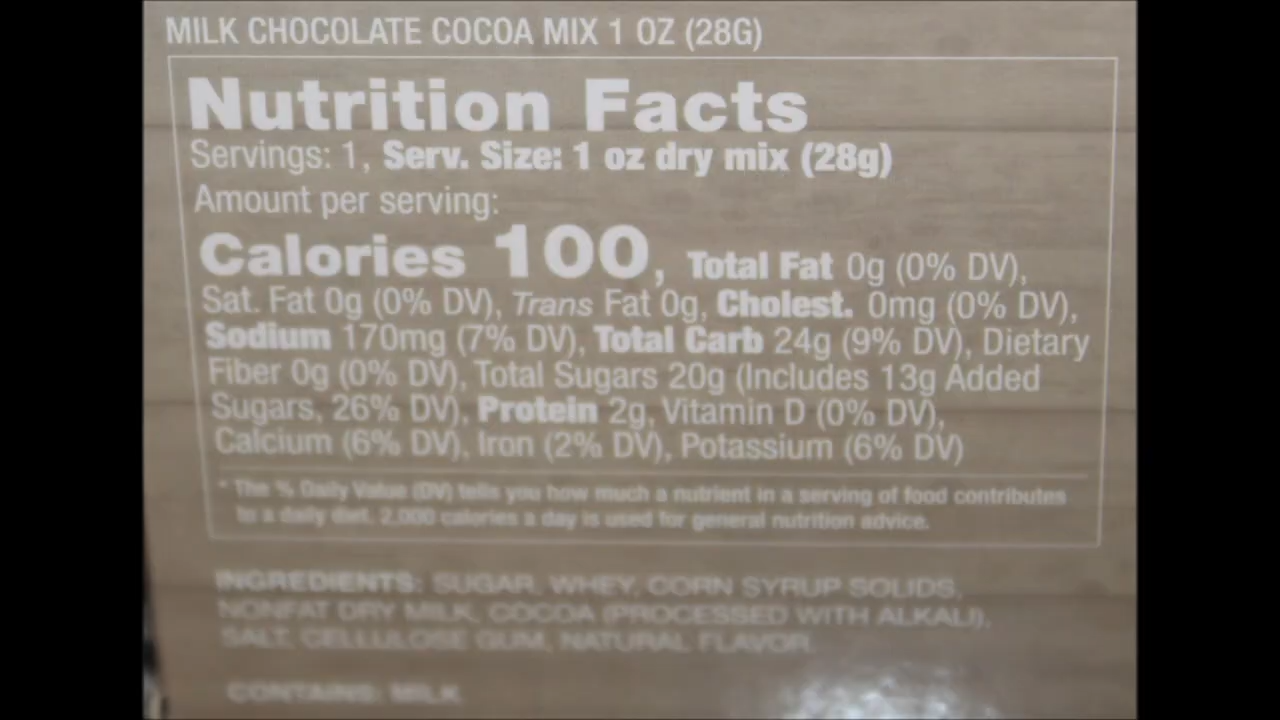 MILK CHOCOLATE COCOA MIX 1 OZ (28G)
Nutrition Facts
Servings: 1, Serv. Size: 1 oz dry mix (28g)
Amount per serving:
Calories 100, Total Fat 0g (0% DV),
Sat. Fat 0g (0% DV), Trans Fat 0g, Cholest. 0mg (0% DV),
Sodium 170mg (7% DV), Total Carb 24g (9% DV), Dietary
Fiber 0g (0% DV), Total Sugars 20g (Includes 13g Added
Sugars, 26% DV), Protein 2g, Vitamin D (0% DV),
Calcium (6% DV), Iron (2% DV), Potassium (6% DV)
* The % Daily Value (DV) tells you how much a nutrient in a serving of food contributes
to a daily diet. 2,000 calories a day is used for general nutrition advice.
INGREDIENTS: SUGAR, WHEY, CORN SYRUP SOLIDS,
NONFAT DRY MILK, COCOA (PROCESSED WITH ALKALI),
SALT, CELLULOSE GUM, NATURAL FLAVOR.
CONTAINS: MILK